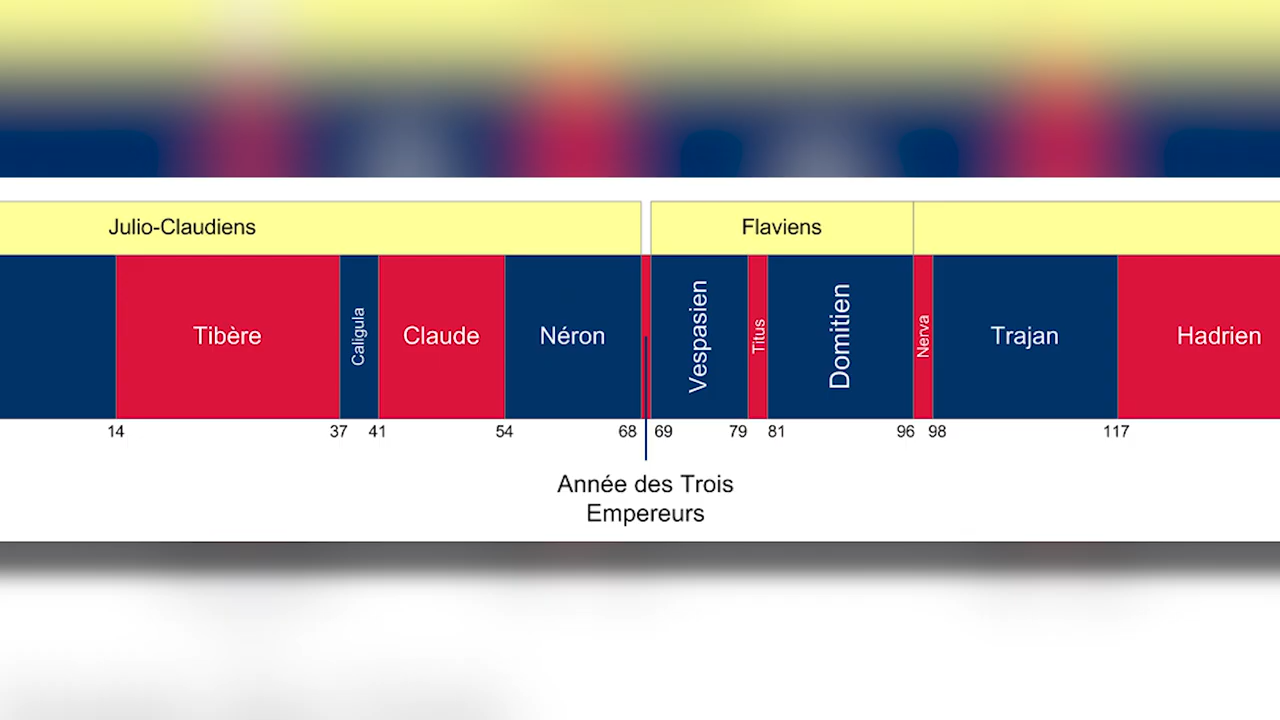 Julio-Claudiens
Flaviens
Tibère
Caligula
Claude
Néron
Vespasien
Titus
Domitien
Nerva
Trajan
Hadrien
14
37
41
54
68
69
79
81
96
98
117
Année des Trois
Empereurs